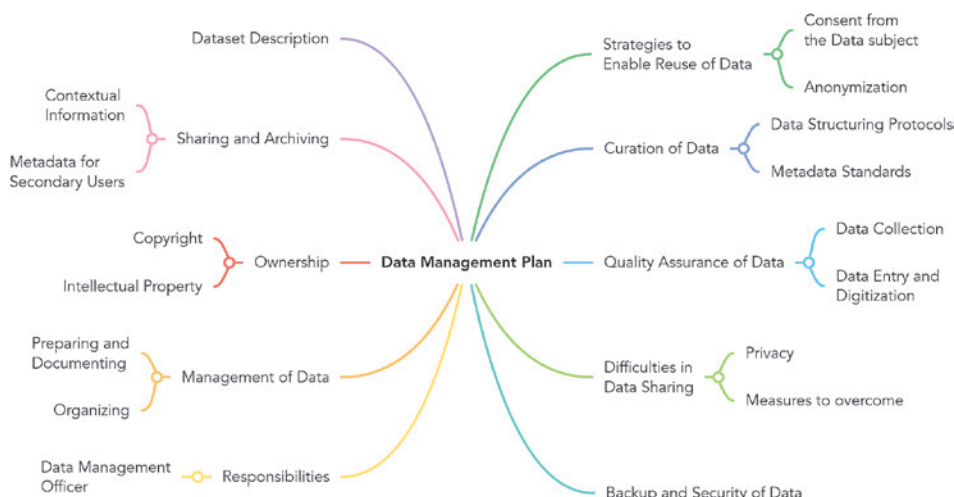 Dataset Description
Contextual
Information
Sharing and Archiving
Metadata for
Secondary Users
Copyright
Ownership
Intellectual Property
Preparing and
Documenting
Management of Data
Organizing
Data Management
Officer
Responsibilities
Data Management Plan
Strategies to
Enable Reuse of Data
Consent from
the Data subject
Anonymization
Curation of Data
Data Structuring Protocols
Metadata Standards
Quality Assurance of Data
Data Collection
Data Entry and
Digitization
Difficulties in
Data Sharing
Privacy
Measures to overcome
Backup and Security of Data